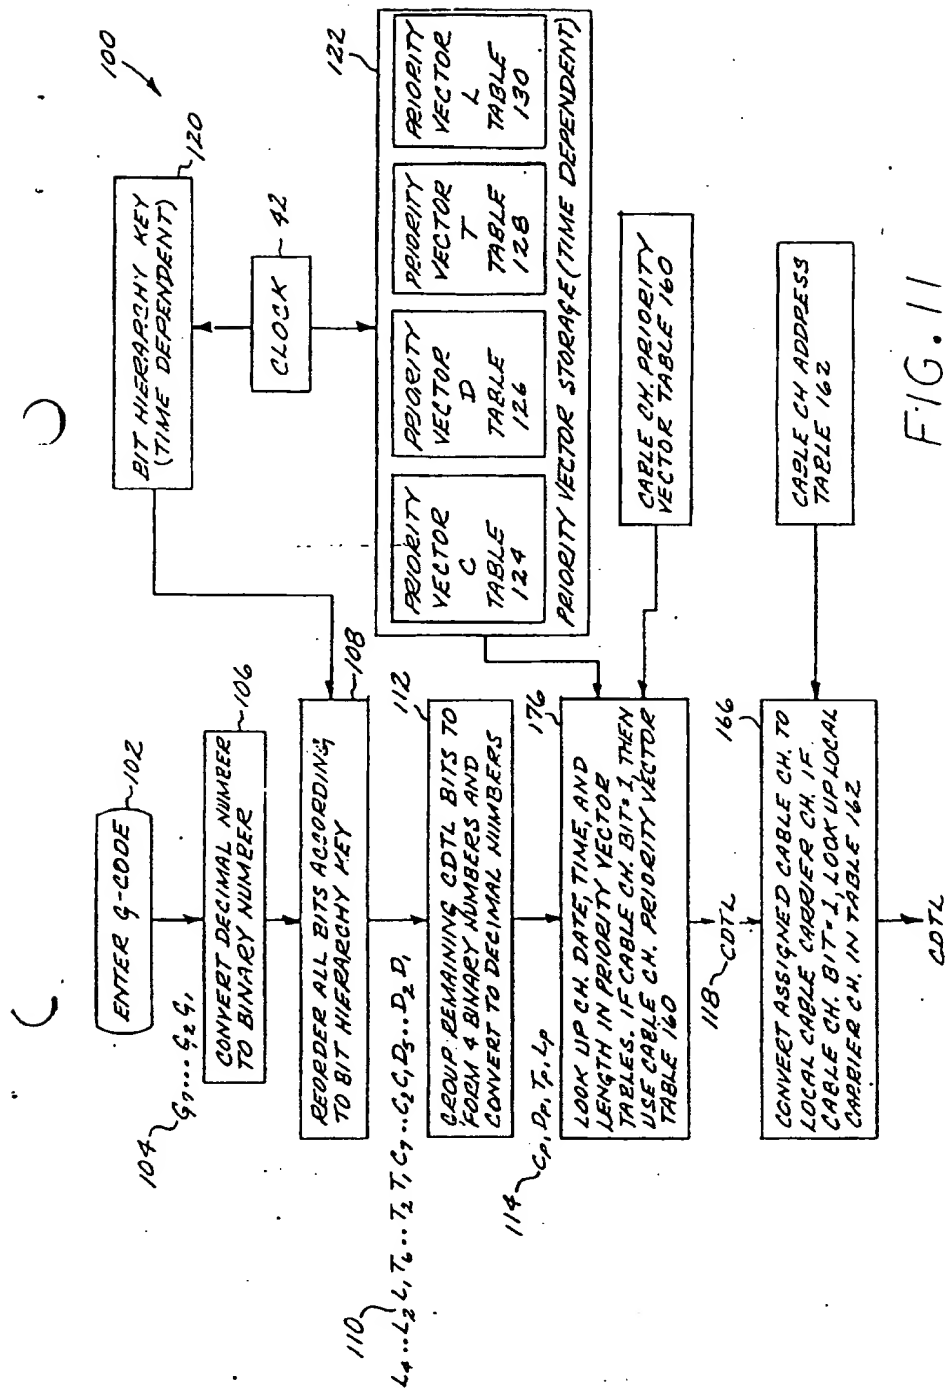 100
ENTER G-CODE
102
104
G7....G2G1
CONVERT DECIMAL NUMBER
TO BINARY NUMBER
106
REORDER ALL BITS ACCORDING
TO BIT HIERARCHY KEY
108
BIT HIERARCHY KEY
(TIME DEPENDENT)
120
CLOCK
42
110
L4..L2L1T6..T2T1C7..C2C1D5..D2D1
GROUP REMAINING CDTL BITS TO
FORM 4 BINARY NUMBERS AND
CONVERT TO DECIMAL NUMBERS
112
122
PRIORITY
VECTOR
C
TABLE
124
PRIORITY
VECTOR
D
TABLE
126
PRIORITY
VECTOR
T
TABLE
128
PRIORITY
VECTOR
L
TABLE
130
PRIORITY VECTOR STORAGE (TIME DEPENDENT)
114
CP, DP, TP, LP
LOOK UP CH. DATE, TIME, AND
LENGTH IN PRIORITY VECTOR
TABLES. IF CABLE CH. BIT=1, THEN
USE CABLE CH. PRIORITY VECTOR
TABLE 160
176
CABLE CH. PRIORITY
VECTOR TABLE 160
118
CDTL
CONVERT ASSIGNED CABLE CH. TO
LOCAL CABLE CARRIER CH. IF
CABLE CH. BIT=1, LOOK UP LOCAL
CARRIER CH. IN TABLE 162
166
CABLE CH ADDRESS
TABLE 162
CDTL
FIG. 11